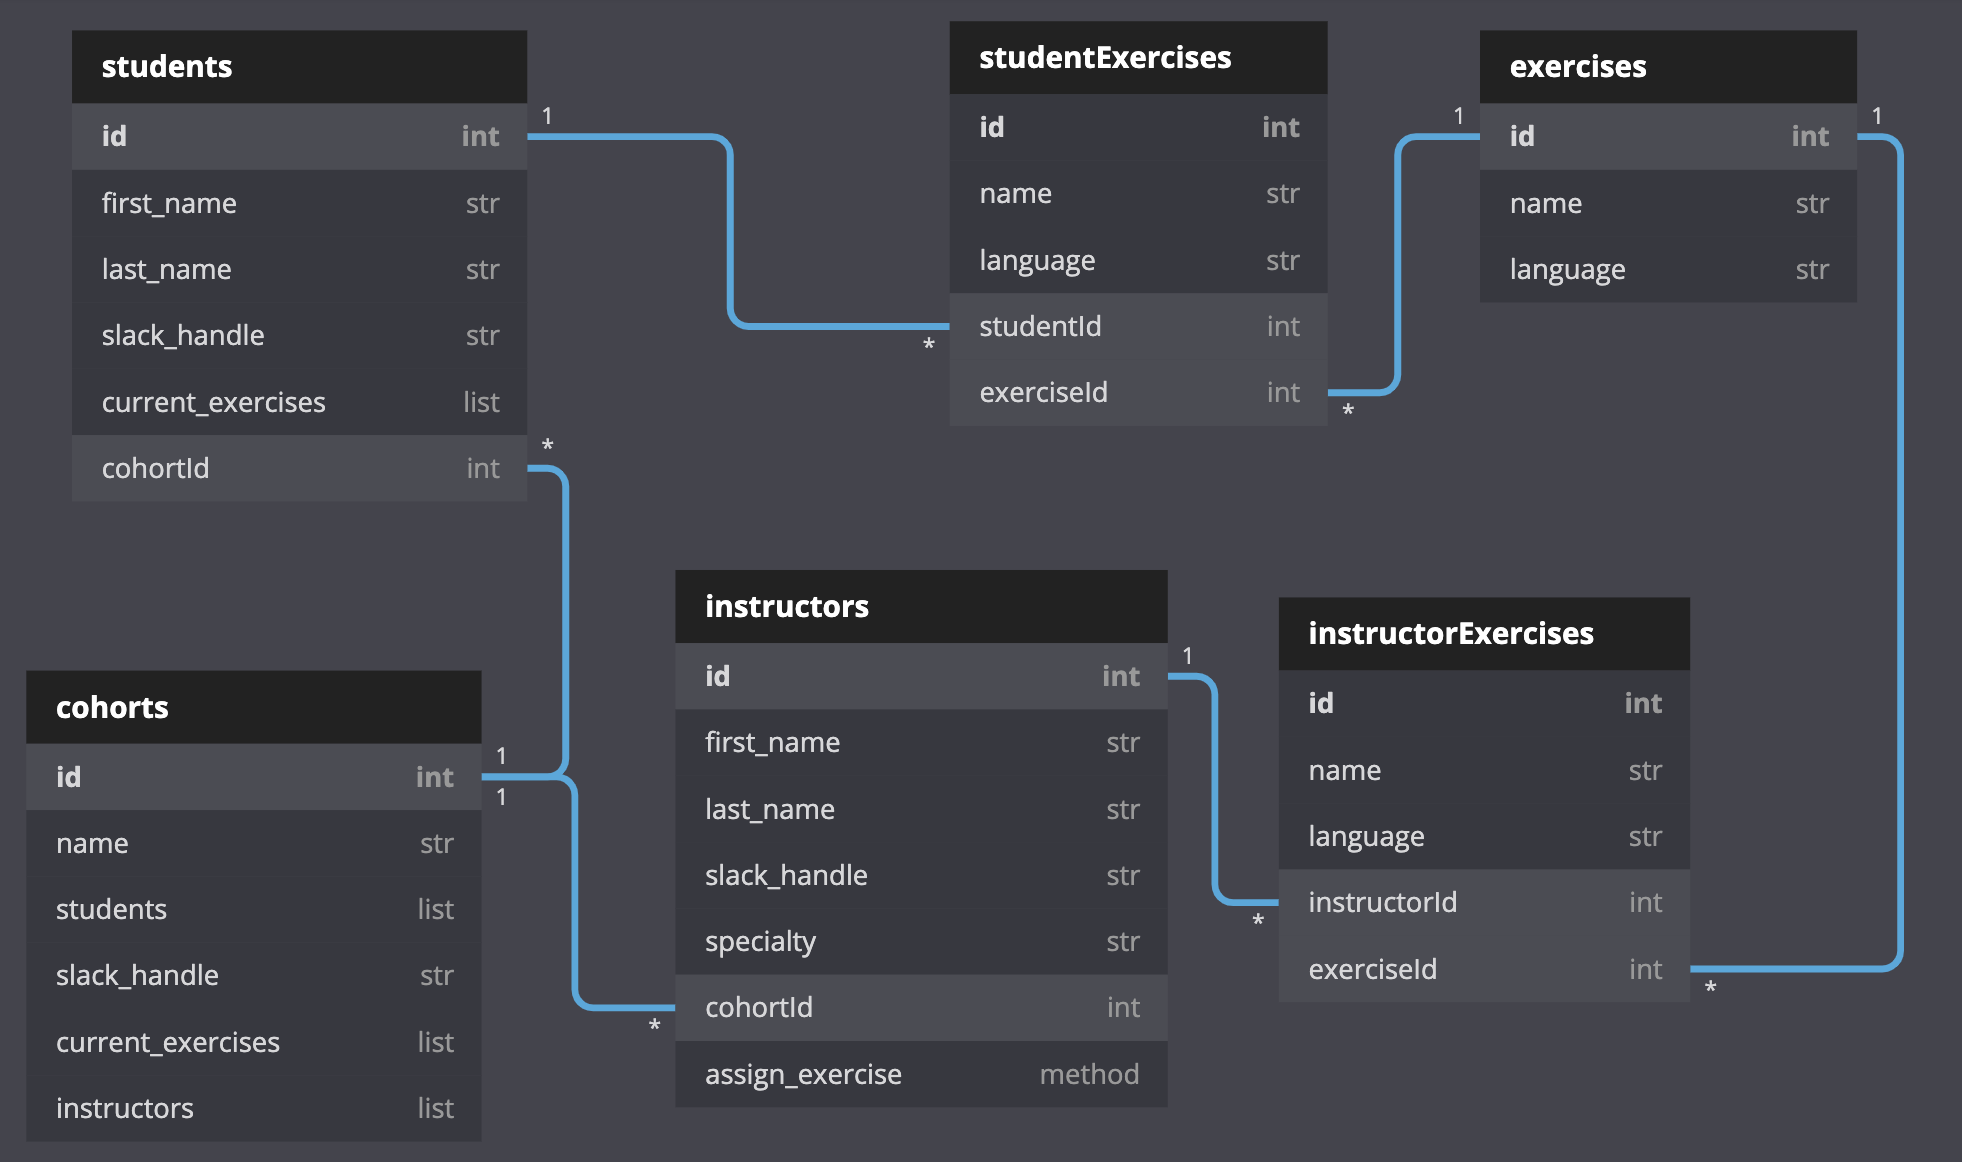 students
id int
first_name str
last_name str
slack_handle str
current_exercises list
cohortId int
1
*
studentExercises
id int
name str
language str
studentId int
exerciseId int
*
*
exercises
id int
name str
language str
1
1
cohorts
id int
name str
students list
slack_handle str
current_exercises list
instructors list
1
1
instructors
id int
first_name str
last_name str
slack_handle str
specialty str
cohortId int
assign_exercise method
1
*
instructorExercises
id int
name str
language str
instructorId int
exerciseId int
*
*